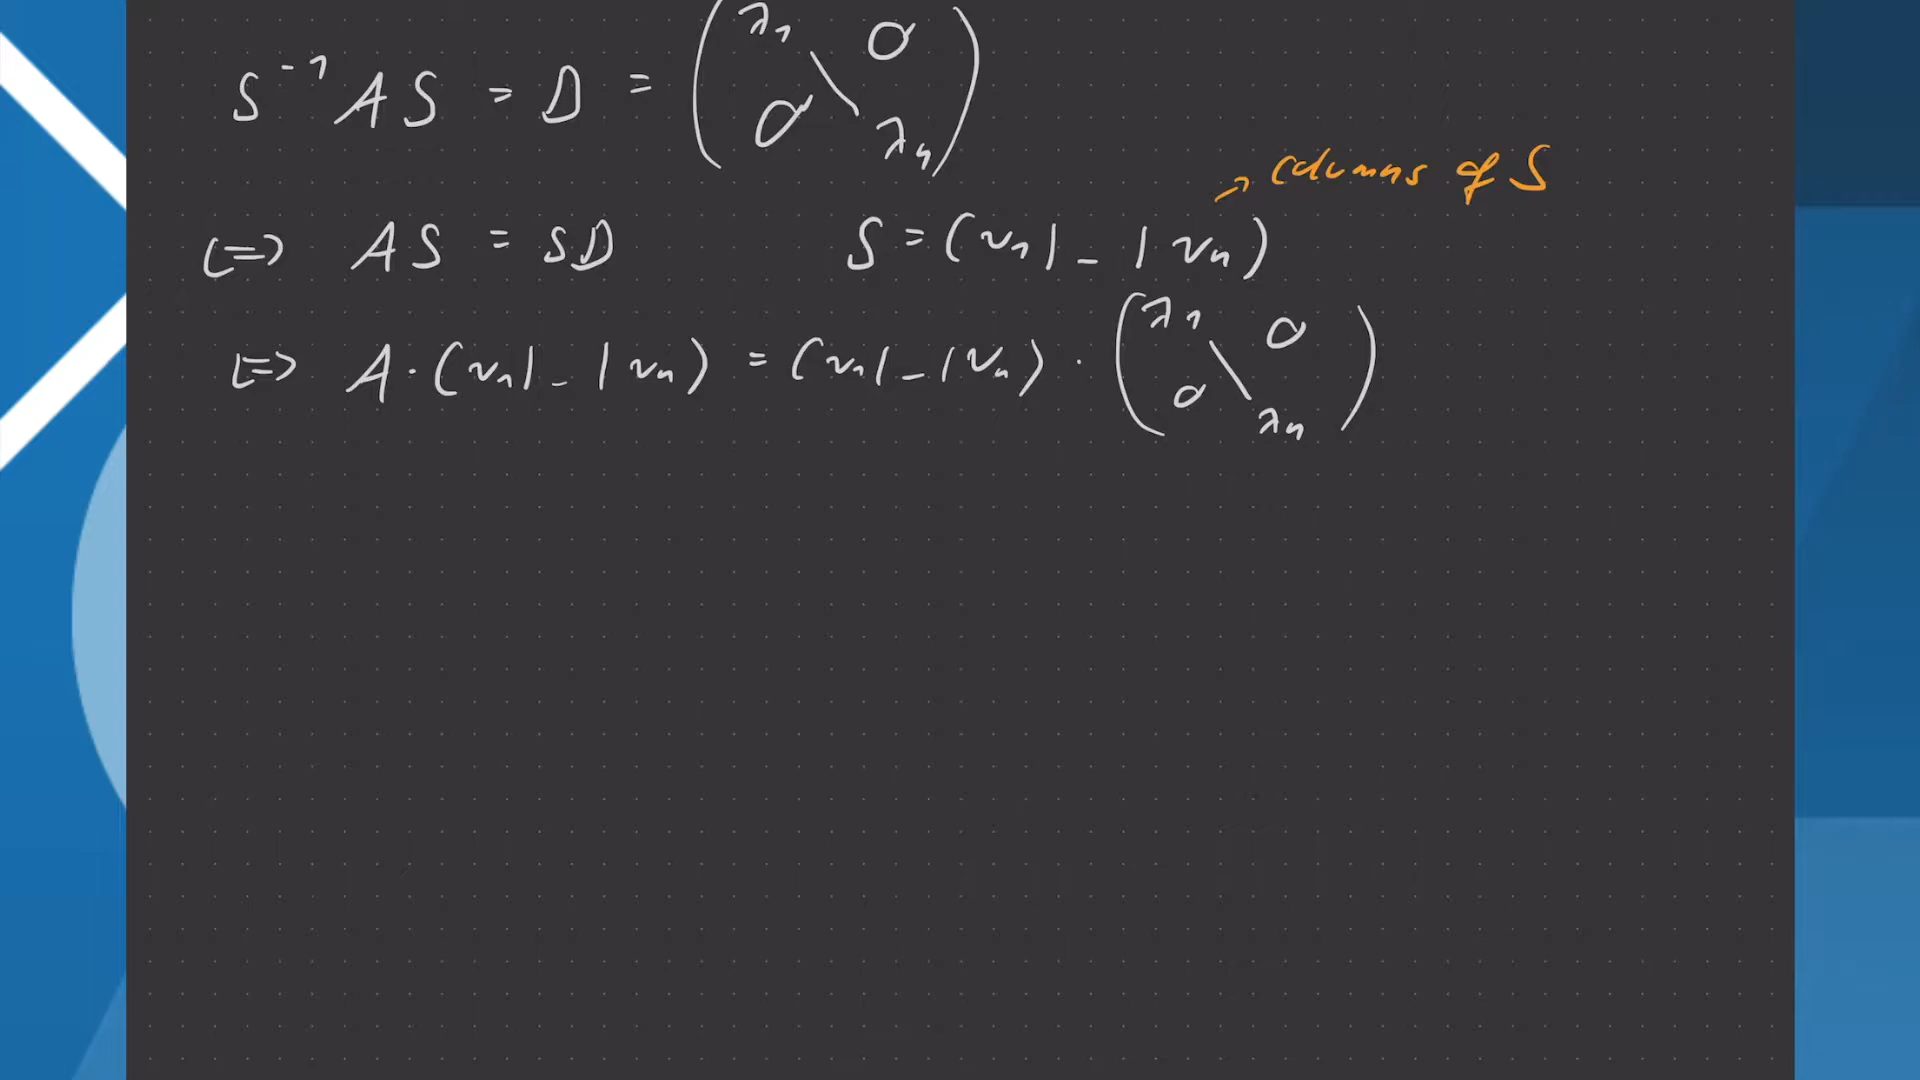 S⁻¹AS = D = (λ₁ \ 0 0 λₙ)
→ columns of S
⟺ AS = SD S = (v₁| – |vₙ)
⟺ A · (v₁| – |vₙ) = (v₁| – |vₙ) · (λ₁ \ 0 0 λₙ)